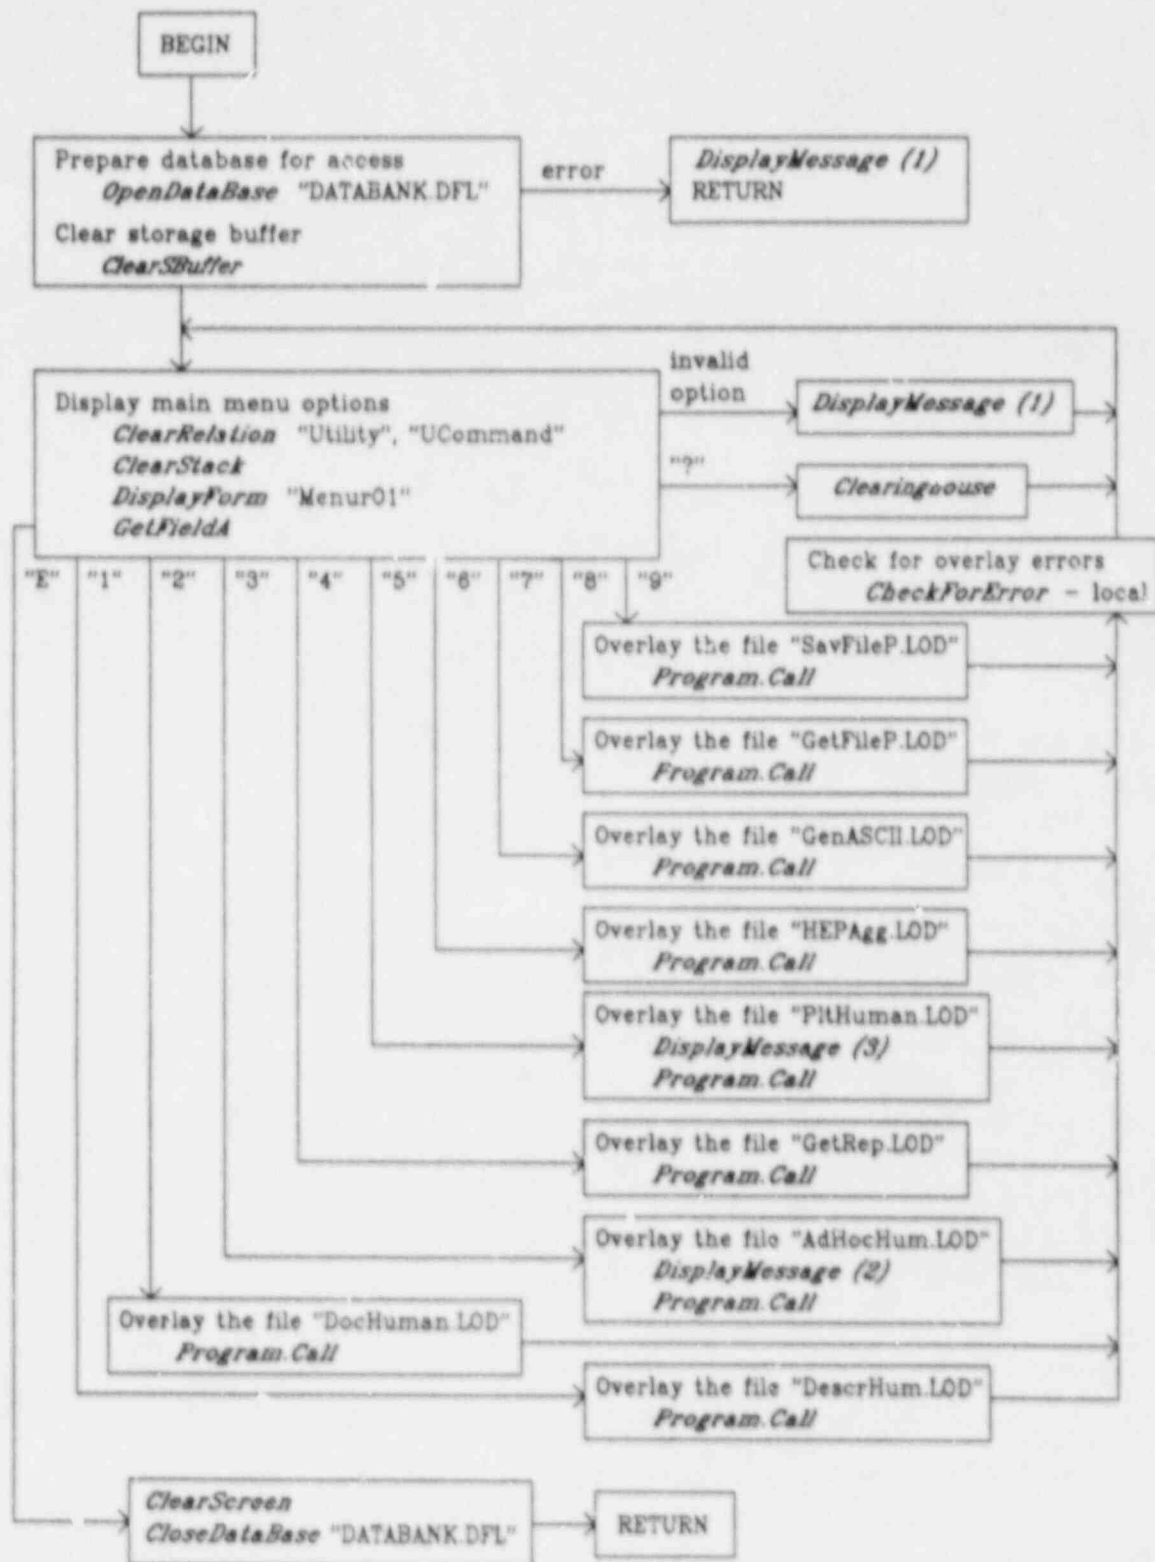 BEGIN
Prepare database for access
OpenDataBase "DATABANK.DFL"
Clear storage buffer
ClearSBuffer
error
DisplayMessage (1)
RETURN
Display main menu options
ClearRelation "Utility", "UCommand"
ClearStack
DisplayForm "Menur01"
GetFieldA
invalid
option
DisplayMessage (1)
"?"
Clearinghouse
Check for overlay errors
CheckForError - local
"E" "1" "2" "3" "4" "5" "6" "7" "8" "9"
Overlay the file "SavFileP.LOD"
Program.Call
Overlay the file "GetFileP.LOD"
Program.Call
Overlay the file "GenASCII.LOD"
Program.Call
Overlay the file "HEPAgg.LOD"
Program.Call
Overlay the file "PltHuman.LOD"
DisplayMessage (3)
Program.Call
Overlay the file "GetRep.LOD"
Program.Call
Overlay the file "AdHocHum.LOD"
DisplayMessage (2)
Program.Call
Overlay the file "DocHuman.LOD"
Program.Call
Overlay the file "DescrHum.LOD"
Program.Call
ClearScreen
CloseDataBase "DATABANK.DFL"
RETURN